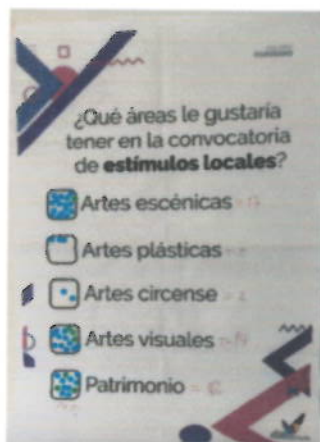 ¿Qué áreas le gustaría
tener en la convocatoria
de estímulos locales?
Artes escénicas
Artes plásticas
Artes circense
Artes visuales
Patrimonio